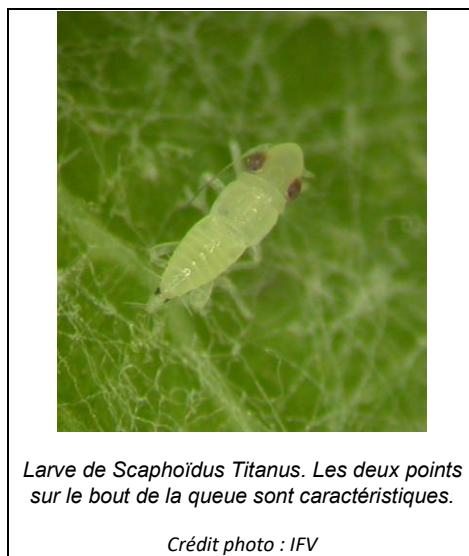 Larve de Scaphoïdus Titanus. Les deux points
sur le bout de la queue sont caractéristiques.
Crédit photo : IFV